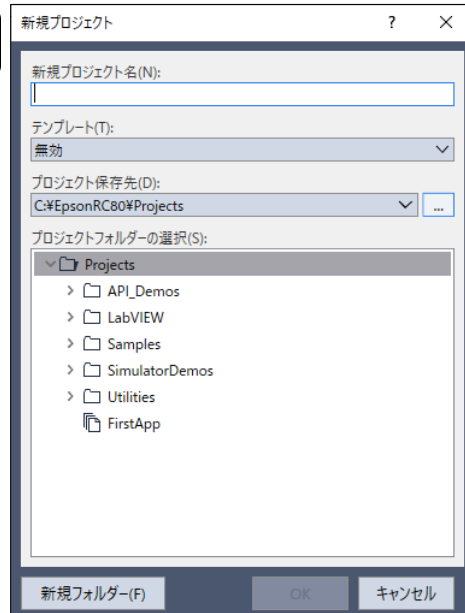 新規プロジェクト ? ×
新規プロジェクト名(N):
テンプレート(T):
無効
プロジェクト保存先(D):
C:¥EpsonRC80¥Projects ...
プロジェクトフォルダーの選択(S):
Projects
API_Demos
LabVIEW
Samples
SimulatorDemos
Utilities
FirstApp
新規フォルダー(F) OK キャンセル